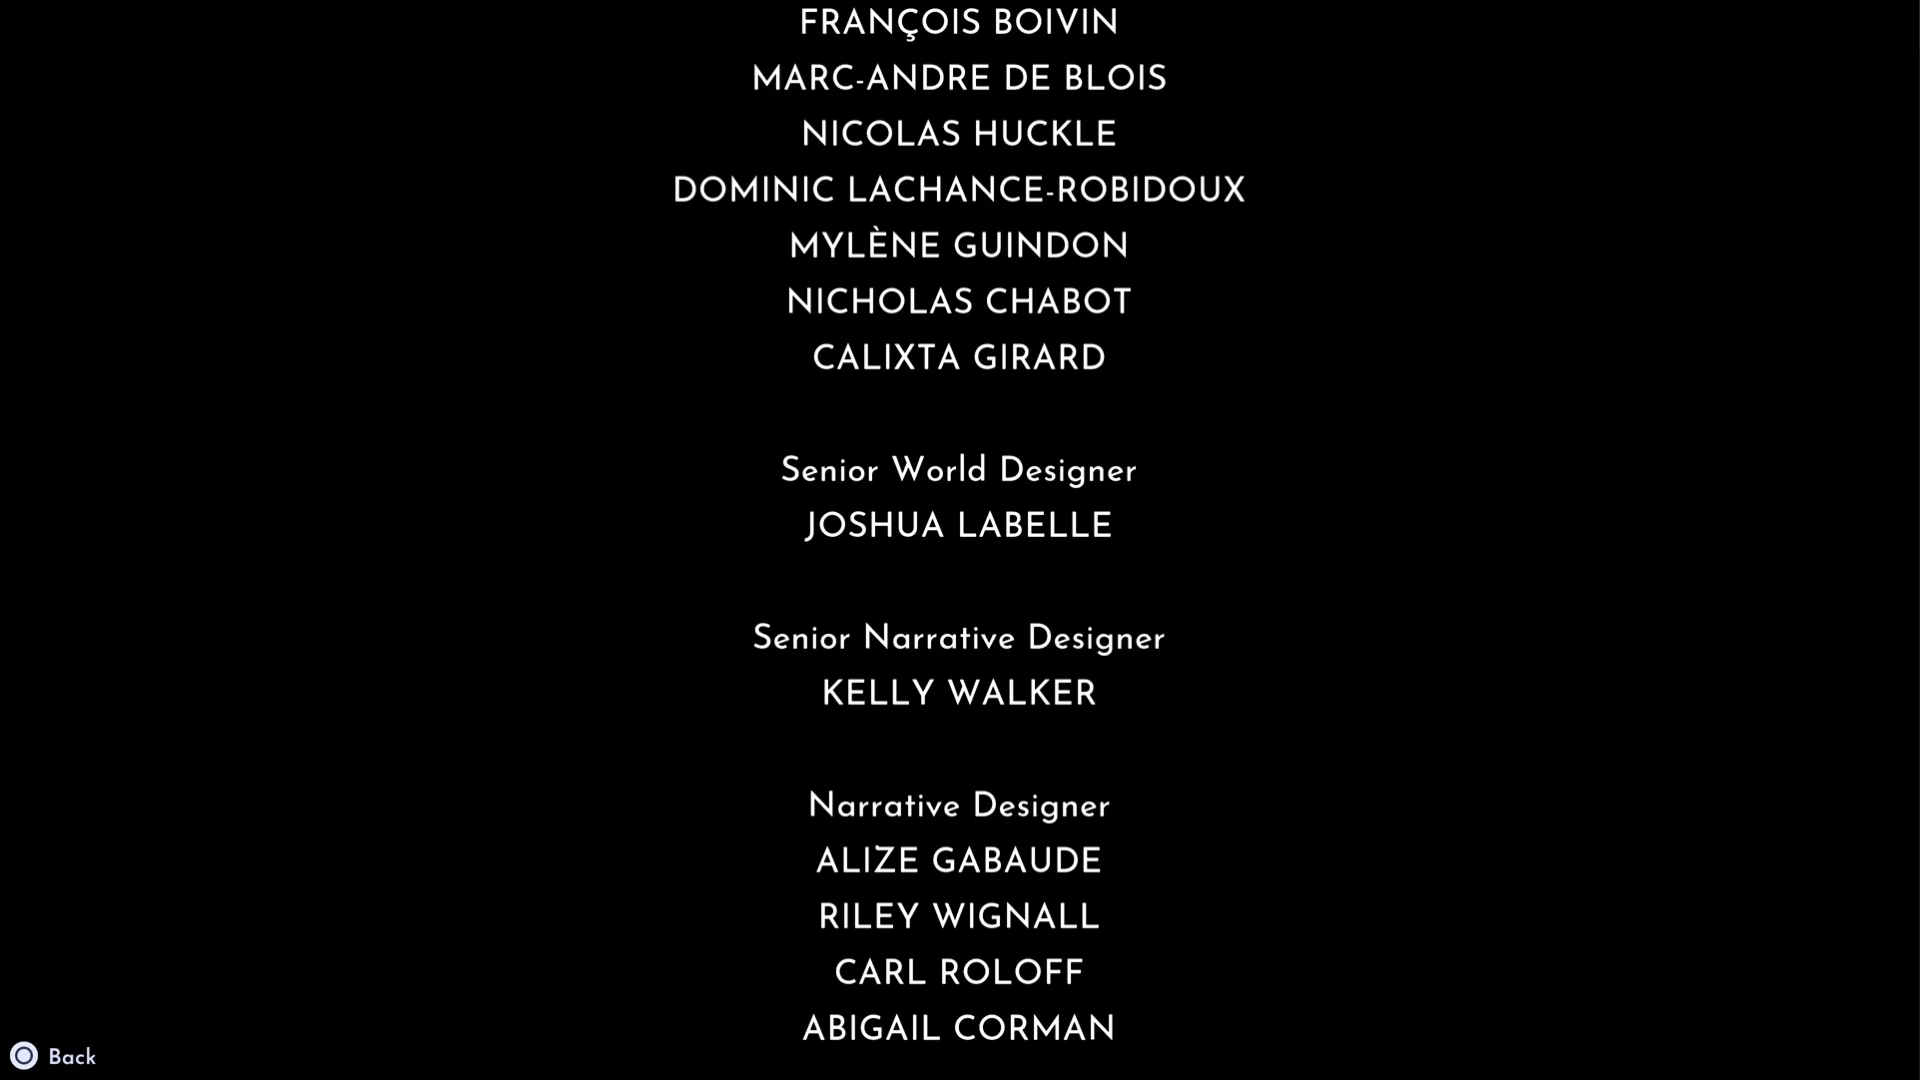 FRANÇOIS BOIVIN
MARC-ANDRE DE BLOIS
NICOLAS HUCKLE
DOMINIC LACHANCE-ROBIDOUX
MYLÈNE GUINDON
NICHOLAS CHABOT
CALIXTA GIRARD
Senior World Designer
JOSHUA LABELLE
Senior Narrative Designer
KELLY WALKER
Narrative Designer
ALIZE GABAUDE
RILEY WIGNALL
CARL ROLOFF
ABIGAIL CORMAN
Back